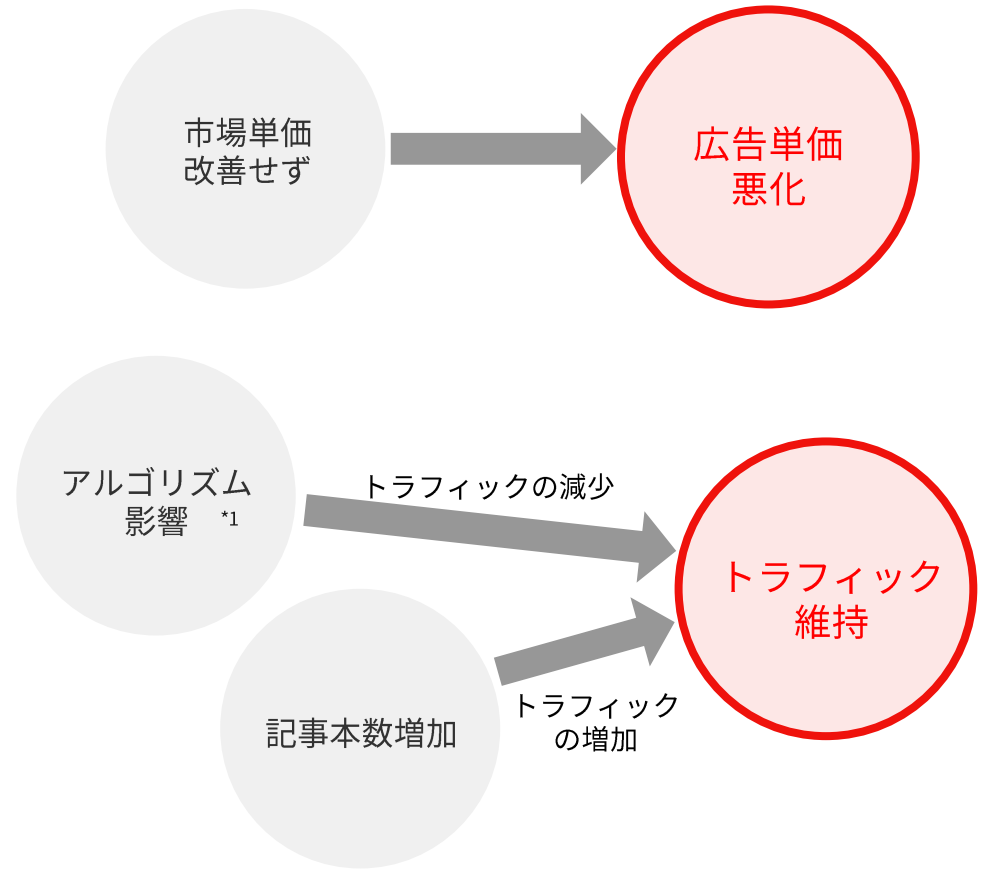 市場単価
改善せず
広告単価
悪化
アルゴリズム
影響 *1
トラフィックの減少
トラフィック
維持
記事本数増加
トラフィック
の増加